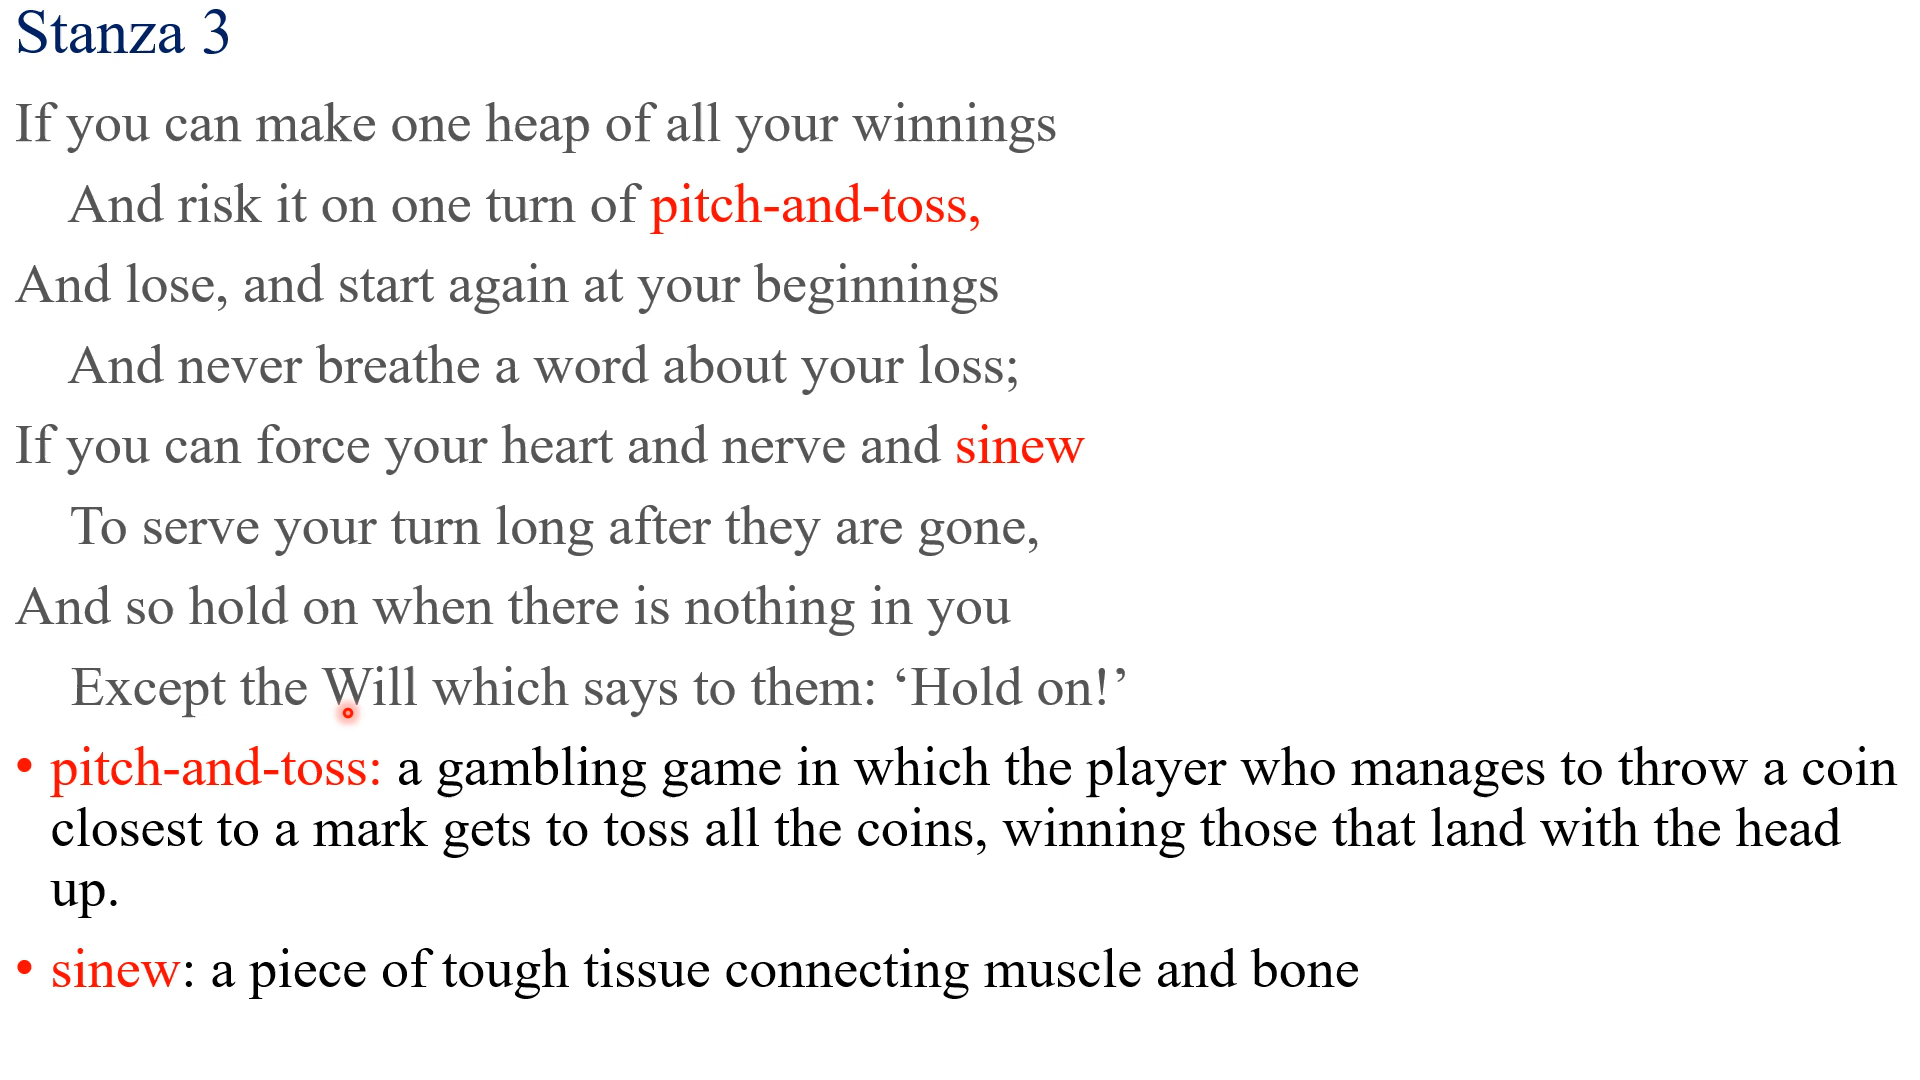 Stanza 3
If you can make one heap of all your winnings
And risk it on one turn of pitch-and-toss,
And lose, and start again at your beginnings
And never breathe a word about your loss;
If you can force your heart and nerve and sinew
To serve your turn long after they are gone,
And so hold on when there is nothing in you
Except the Will which says to them: ‘Hold on!’
• pitch-and-toss: a gambling game in which the player who manages to throw a coin
closest to a mark gets to toss all the coins, winning those that land with the head
up.
• sinew: a piece of tough tissue connecting muscle and bone